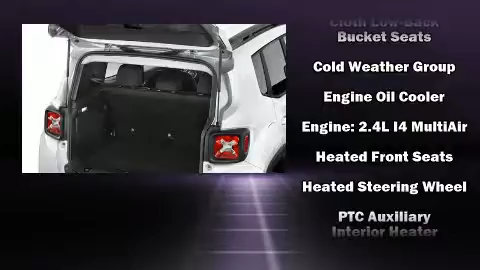 Cloth Low-Back
Bucket Seats
Cold Weather Group
Engine Oil Cooler
Engine: 2.4L I4 MultiAir
Heated Front Seats
Heated Steering Wheel
PTC Auxiliary
Interior Heater